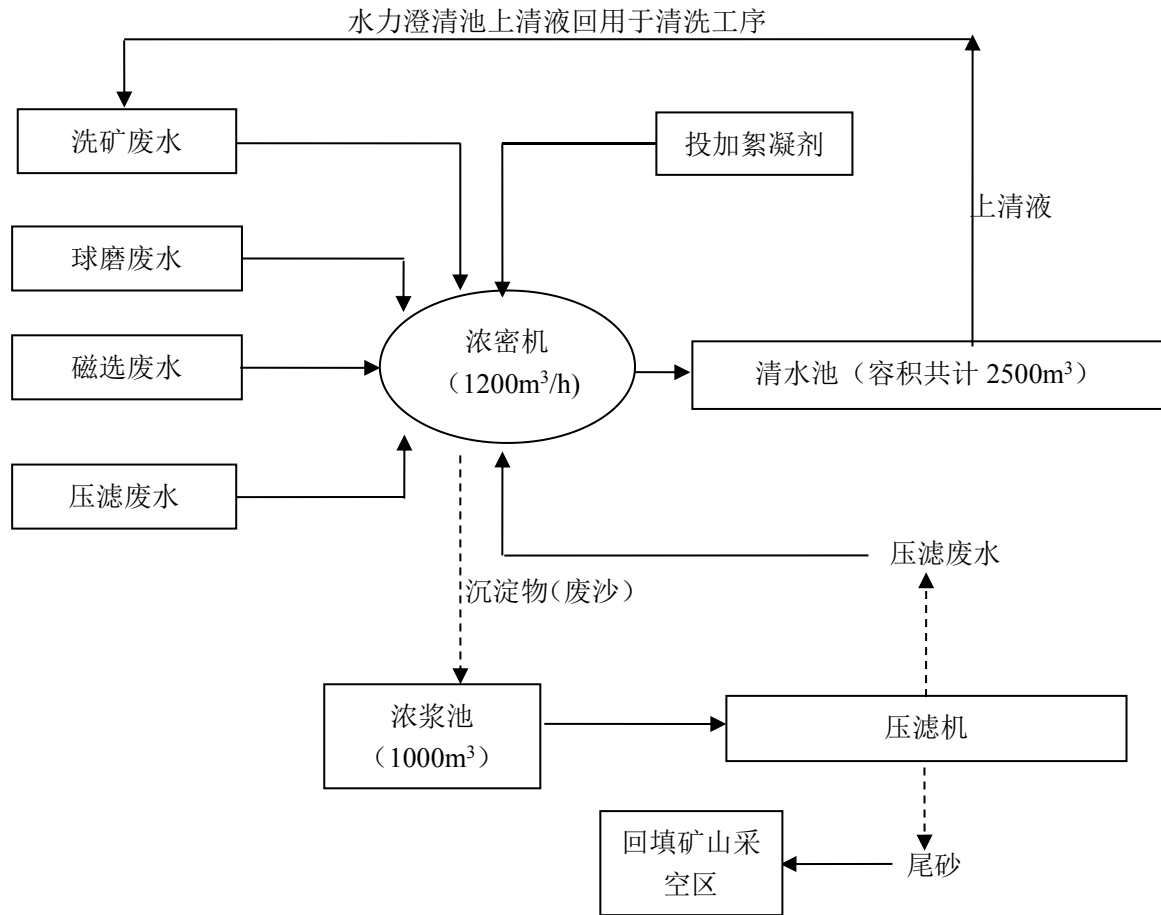 水力澄清池上清液回用于清洗工序
洗矿废水
投加絮凝剂
上清液
球磨废水
浓密机
（1200m³/h)
磁选废水
清水池（容积共计 2500m³）
压滤废水
压滤废水
沉淀物（废沙）
浓浆池
（1000m³）
压滤机
回填矿山采
空区
尾砂